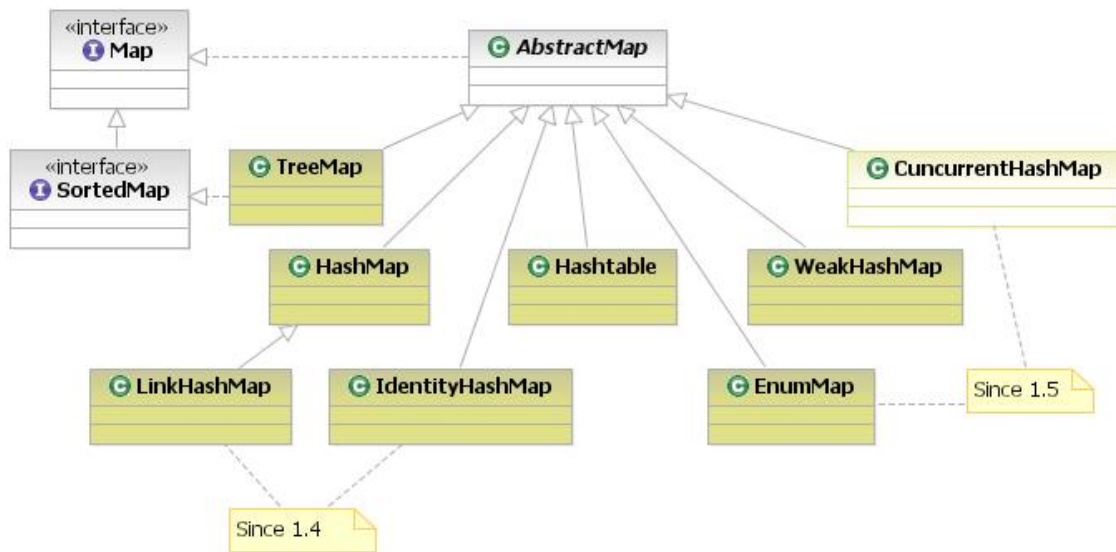 «interface»
I Map
C AbstractMap
«interface»
I SortedMap
C TreeMap
C CuncurrentHashMap
C HashMap
C Hashtable
C WeakHashMap
C LinkHashMap
C IdentityHashMap
C EnumMap
Since 1.5
Since 1.4